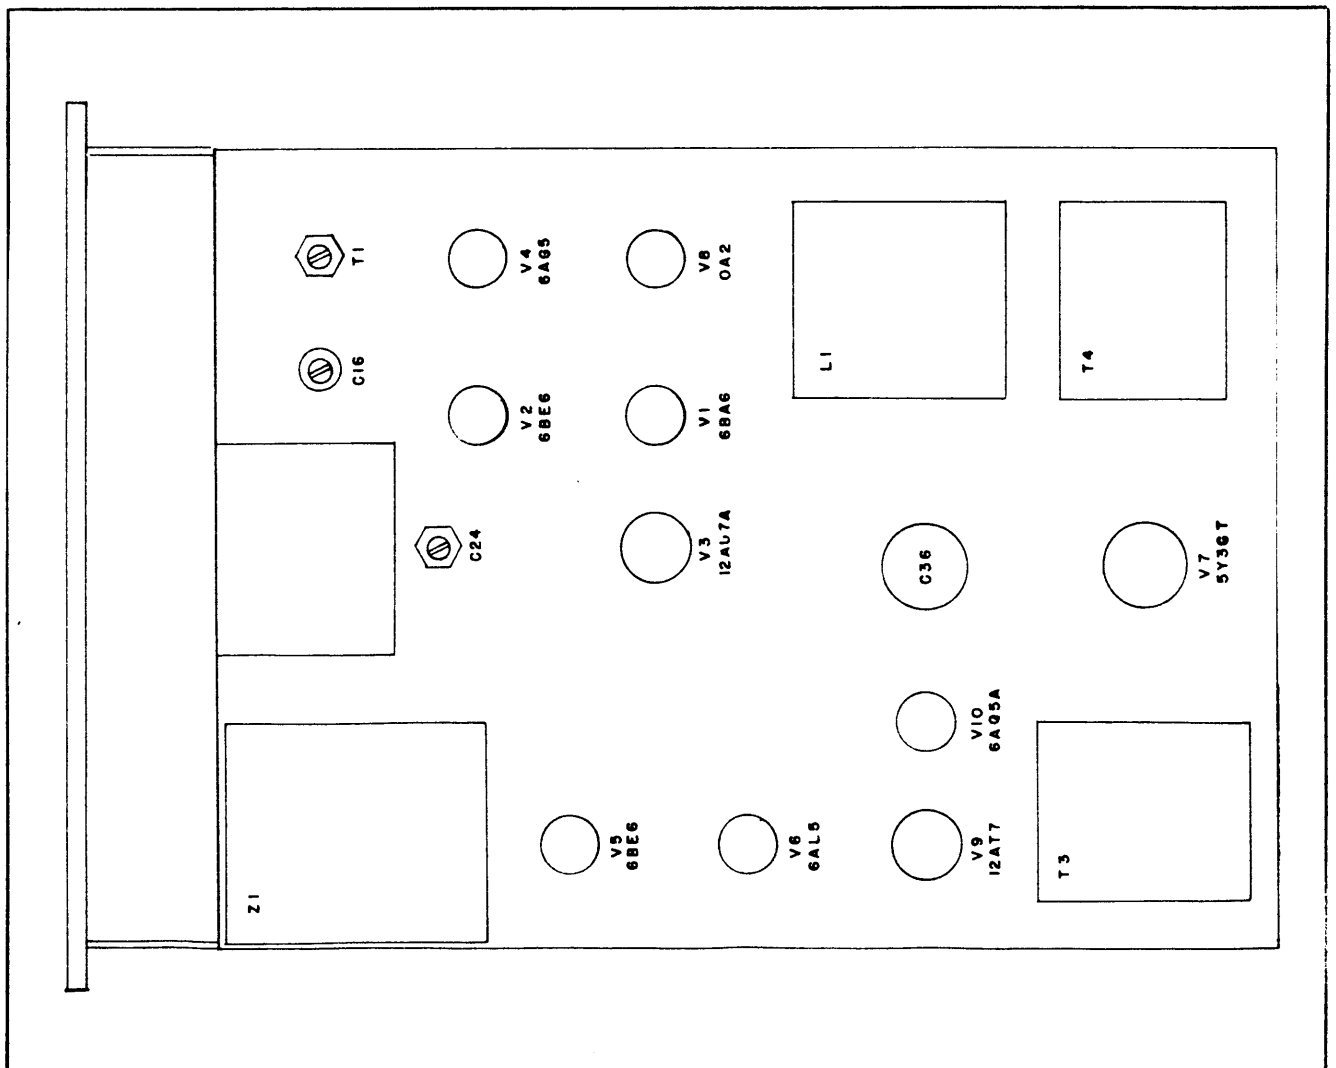 T1
V4
6AG5
V8
OA2
L1
T4
C16
V2
6BE6
V1
6BA6
C24
V3
12AU7A
C36
V7
5Y3GT
V10
6AQ5A
Z1
V5
6BE6
V6
6AL5
V9
12AT7
T3